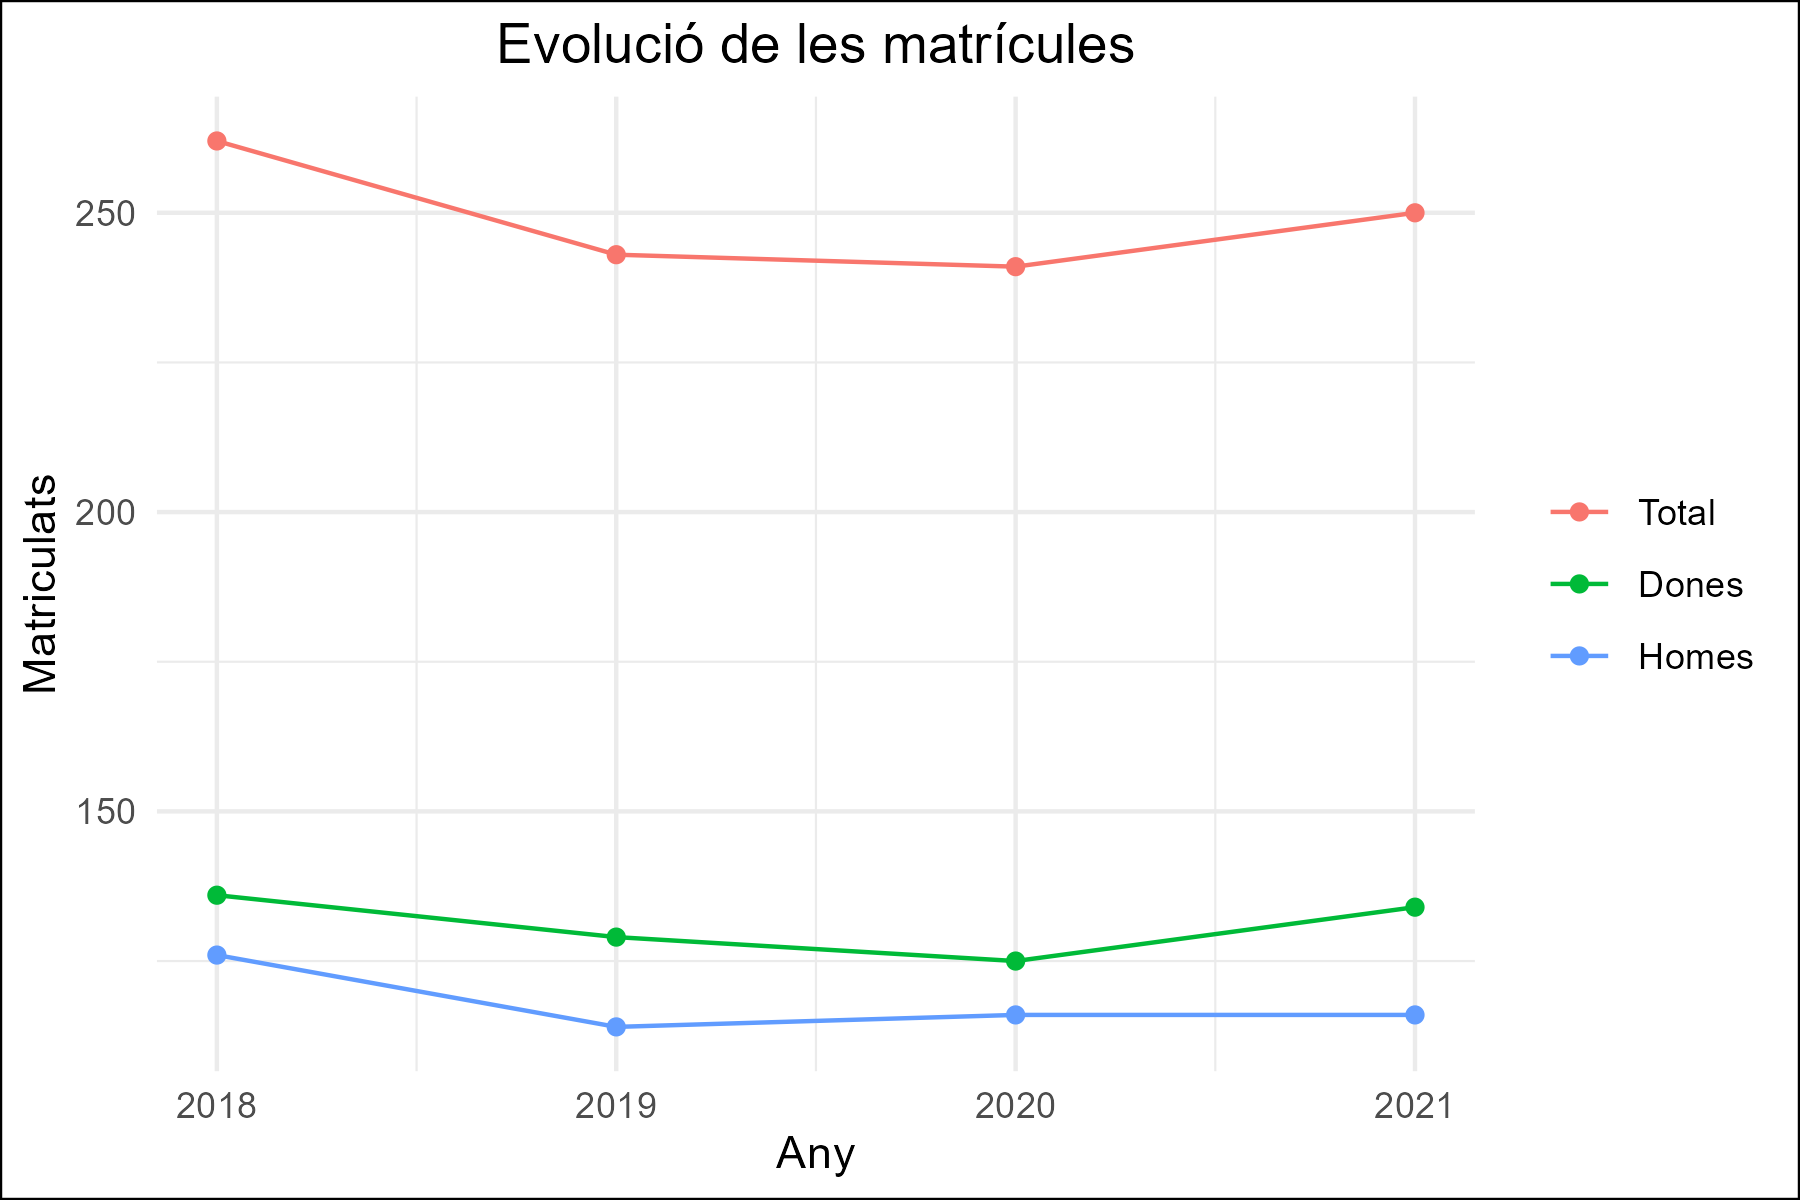 Evolució de les matrícules
Matriculats
250
200
150
2018
2019
2020
2021
Any
Total
Dones
Homes